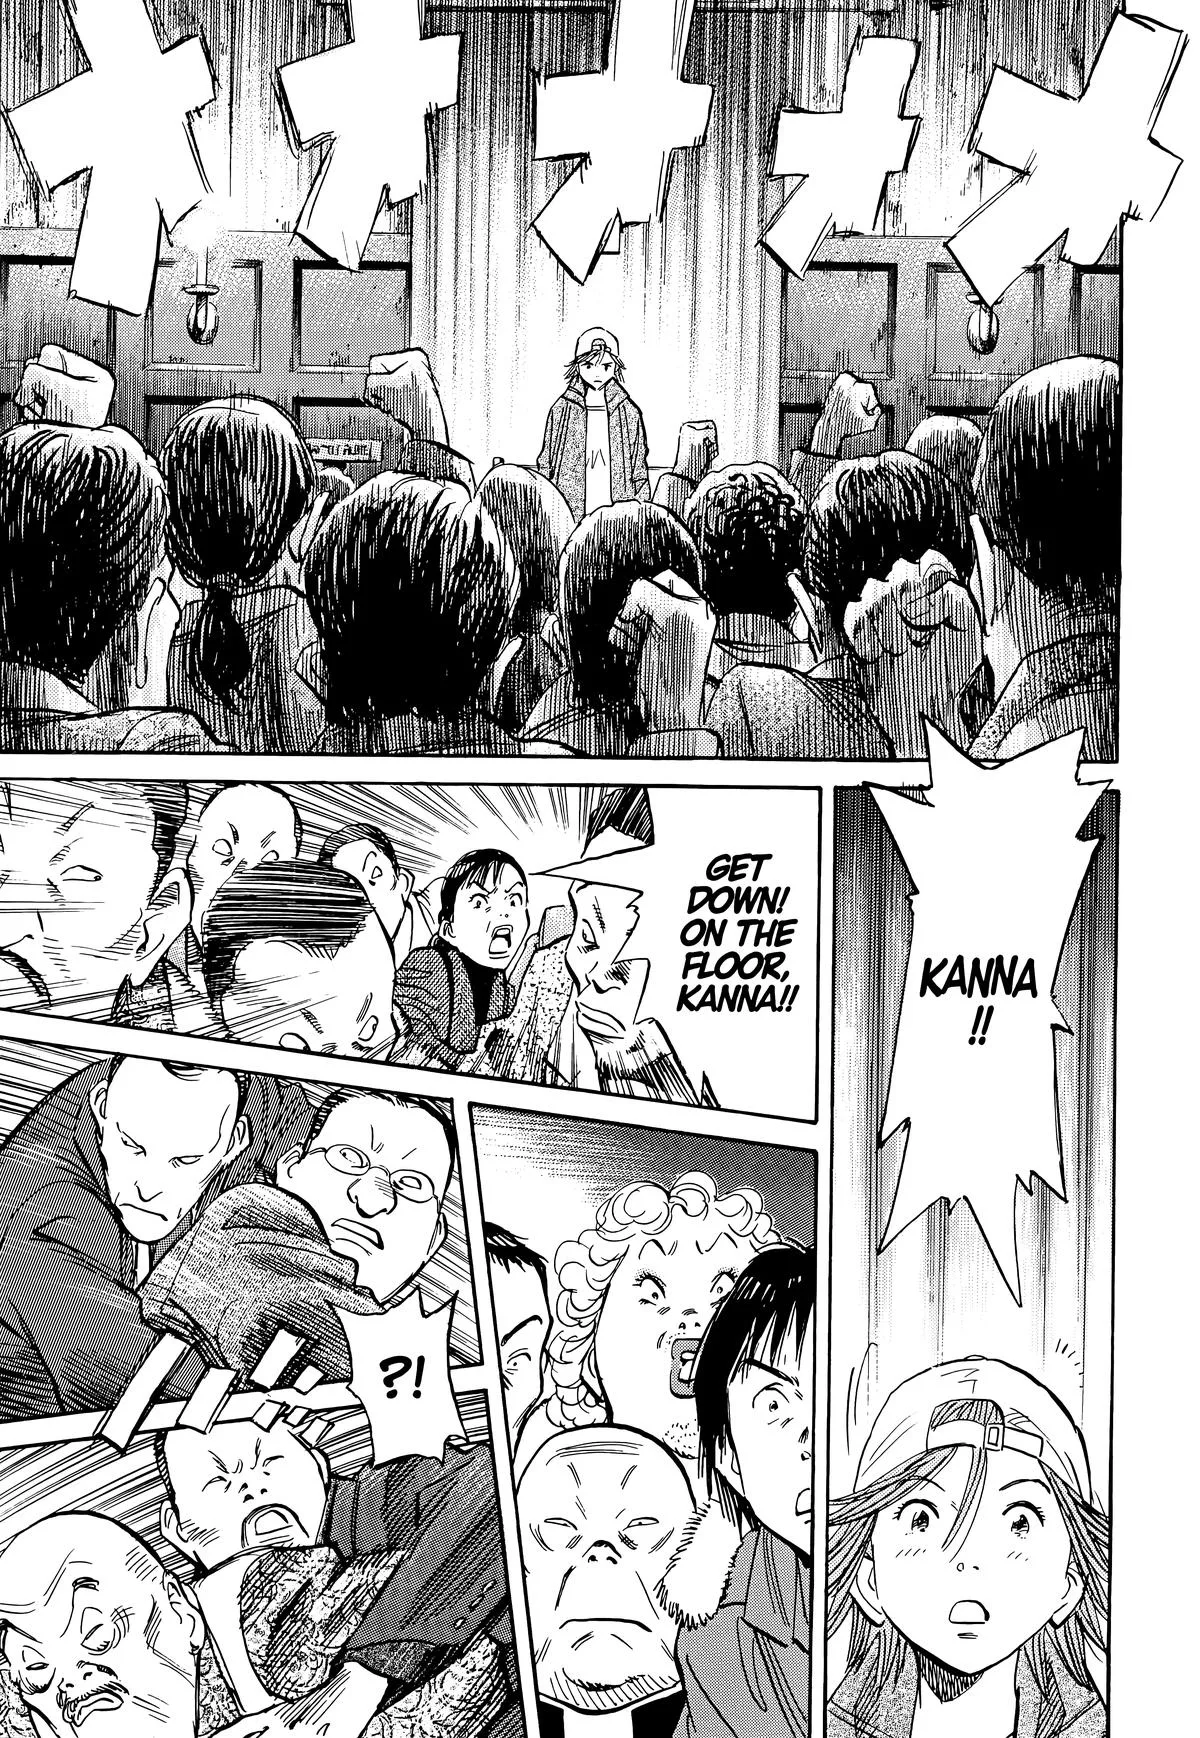 オオオオオ
KANNA
!!
GET
DOWN!
ON THE
FLOOR,
KANNA!!
?!